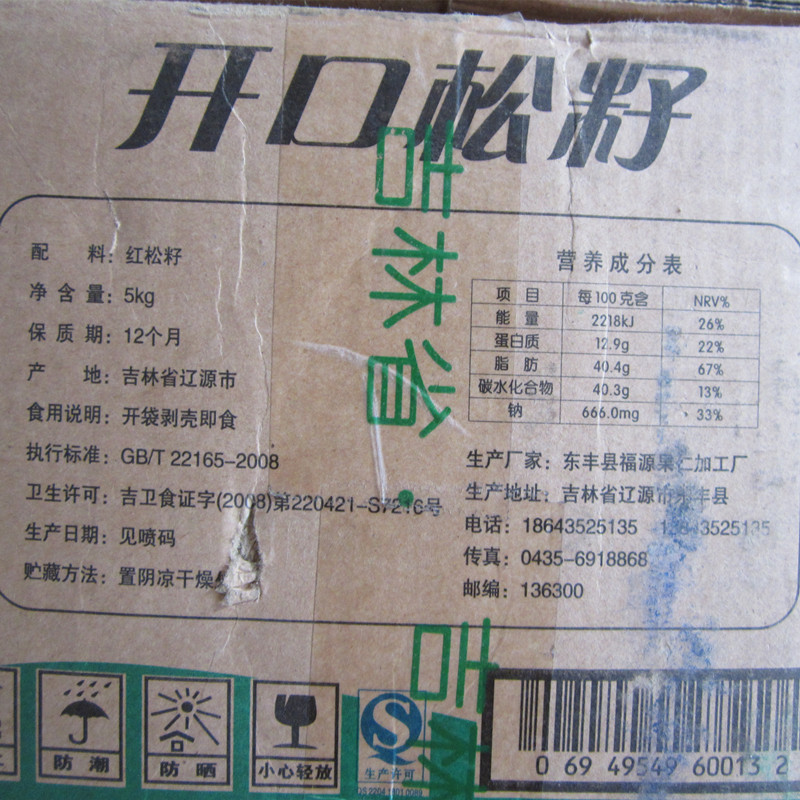 开口松籽
吉林省
配 料：红松籽
净含量：5kg
保质期：12个月
产 地：吉林省辽源市
食用说明：开袋剥壳即食
执行标准：GB/T 22165-2008
卫生许可：吉卫食证字(2008)第220421-S7216号
生产日期：见喷码
贮藏方法：置阴凉干燥
营养成分表
项 目 每100克含 NRV%
能 量 2218kJ 26%
蛋白质 12.9g 22%
脂 肪 40.4g 67%
碳水化合物 40.3g 13%
钠 666.0mg 33%
生产厂家：东丰县福源果仁加工厂
生产地址：吉林省辽源市东丰县
电话：18643525135
传真：0435-6918868
邮编：136300
吉林
防潮
防晒
小心轻放
S
生产许可
0 69 49549 60013 2